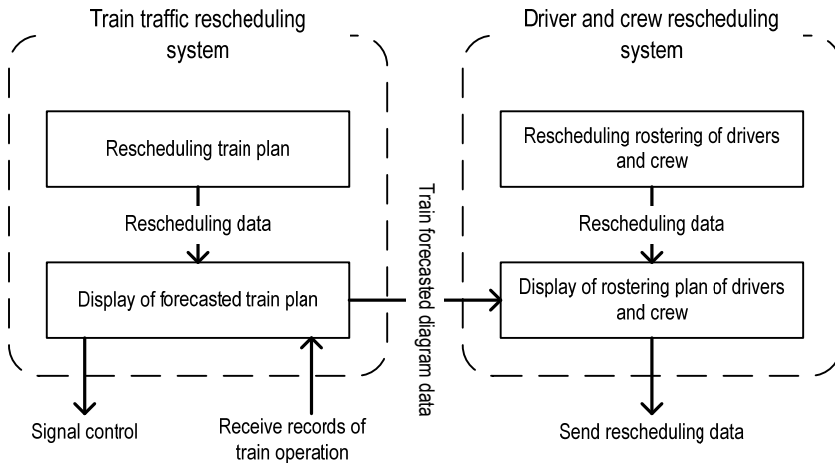 Train traffic rescheduling
system
Rescheduling train plan
Rescheduling data
Display of forecasted train plan
Signal control
Receive records of
train operation
Train forecasted diagram data
Driver and crew rescheduling
system
Rescheduling rostering of drivers
and crew
Rescheduling data
Display of rostering plan of drivers
and crew
Send rescheduling data